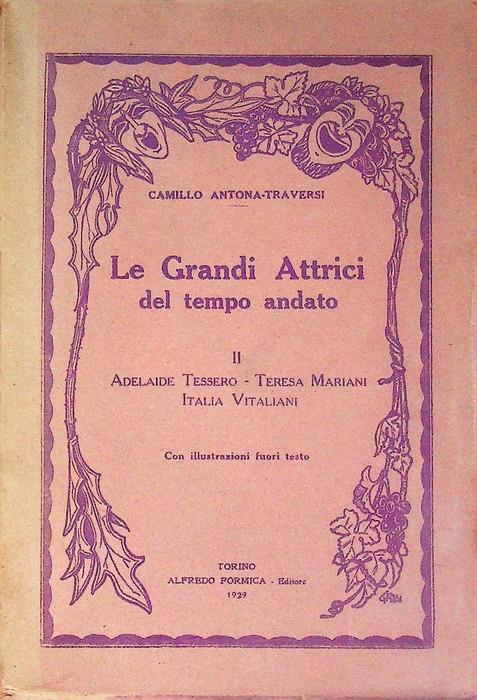 CAMILLO ANTONA-TRAVERSI
Le Grandi Attrici
del tempo andato
II
ADELAIDE TESSERO - TERESA MARIANI
ITALIA VITALIANI
Con illustrazioni fuori testo
TORINO
ALFREDO FORMICA - Editore
1929